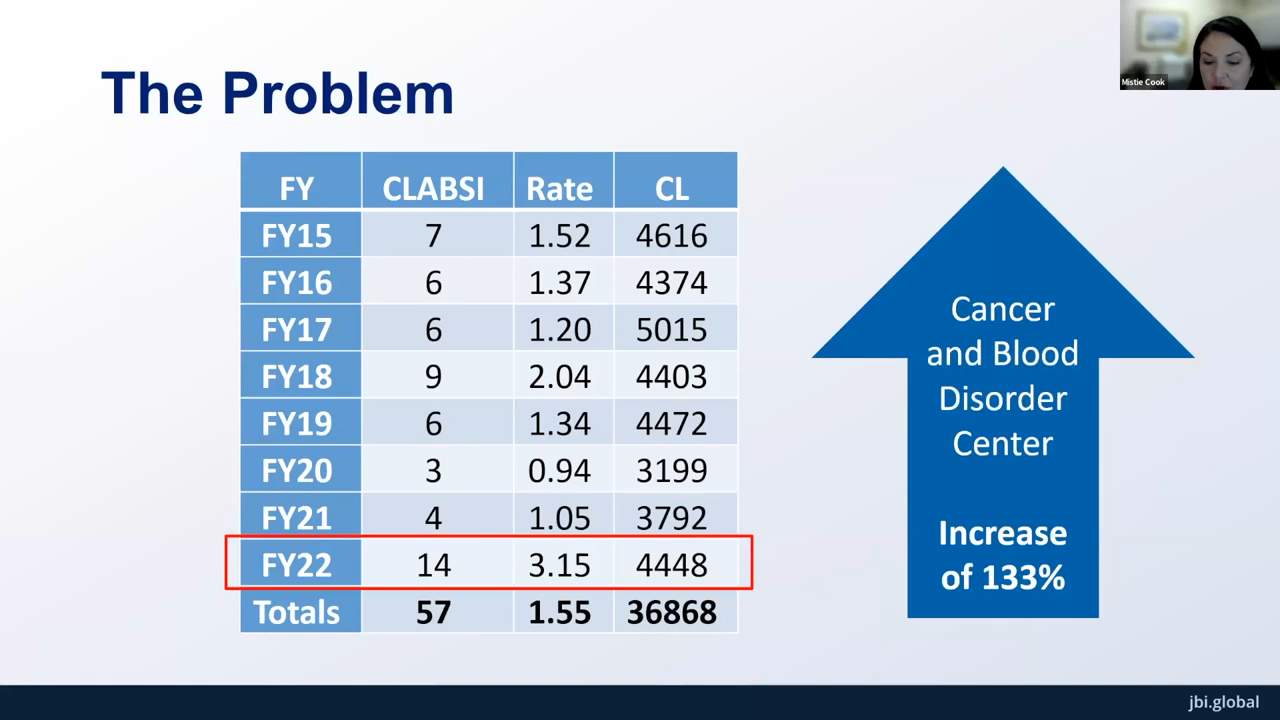 Mistie Cook
The Problem
FY CLABSI Rate CL
FY15 7 1.52 4616
FY16 6 1.37 4374
FY17 6 1.20 5015
FY18 9 2.04 4403
FY19 6 1.34 4472
FY20 3 0.94 3199
FY21 4 1.05 3792
FY22 14 3.15 4448
Totals 57 1.55 36868
Cancer
and Blood
Disorder
Center
Increase
of 133%
jbi.global